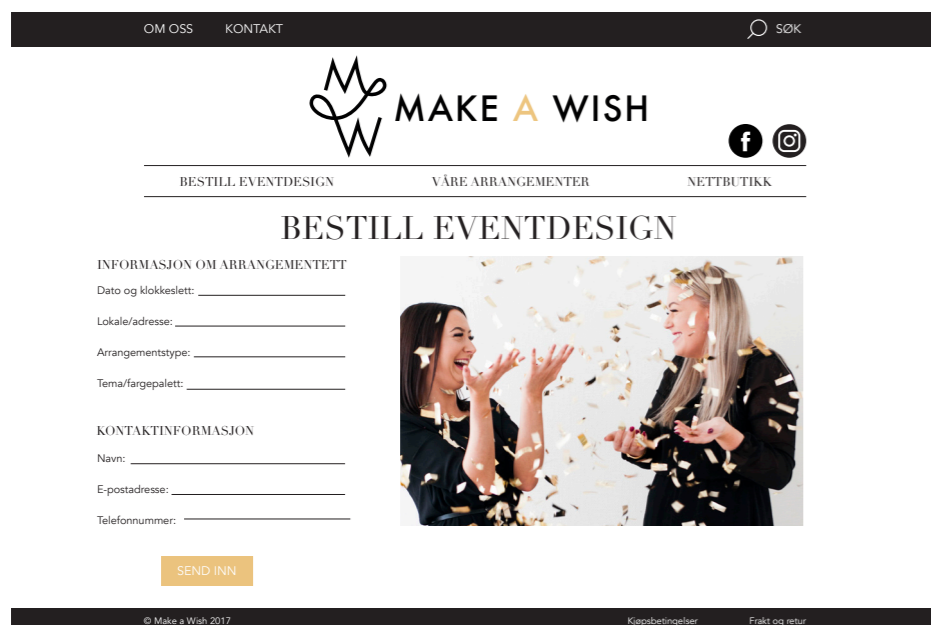 OM OSS KONTAKT SØK
MAKE A WISH
BESTILL EVENTDESIGN VÅRE ARRANGEMENTER NETTBUTIKK
BESTILL EVENTDESIGN
INFORMASJON OM ARRANGEMENTETT
Dato og klokkeslett:
Lokale/adresse:
Arrangementstype:
Tema/fargepalett:
KONTAKTINFORMASJON
Navn:
E-postadresse:
Telefonnummer:
SEND INN
© Make a Wish 2017 Kjøpsbetingelser Frakt og retur